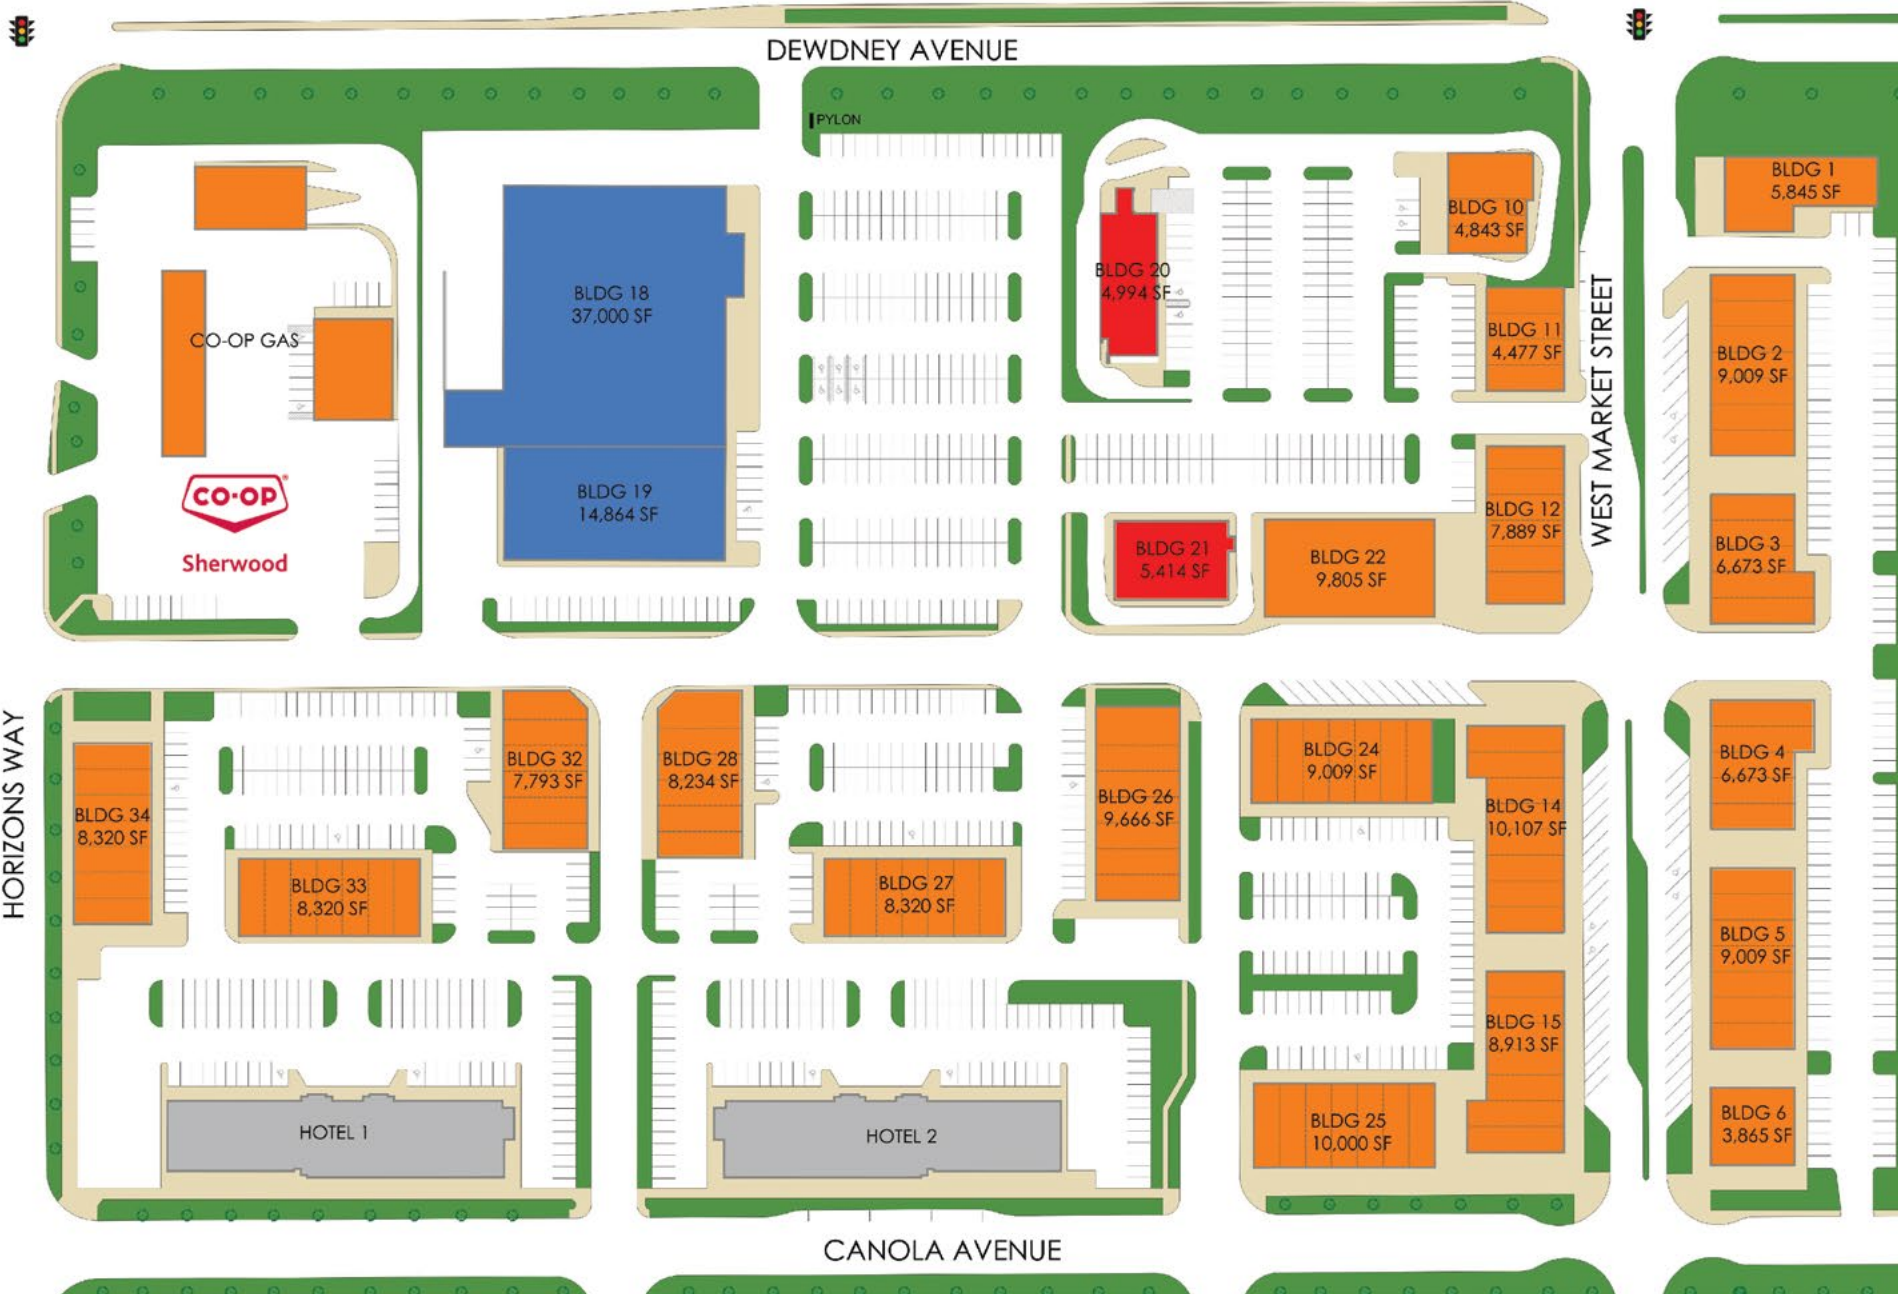 DEWDNEY AVENUE
PYLON
BLDG 1
5,845 SF
BLDG 10
4,843 SF
BLDG 20
4,994 SF
BLDG 18
37,000 SF
CO-OP GAS
BLDG 11
4,477 SF
BLDG 2
9,009 SF
WEST MARKET STREET
CO·OP®
Sherwood
BLDG 19
14,864 SF
BLDG 12
7,889 SF
BLDG 21
5,414 SF
BLDG 22
9,805 SF
BLDG 3
6,673 SF
HORIZONS WAY
BLDG 34
8,320 SF
BLDG 32
7,793 SF
BLDG 28
8,234 SF
BLDG 26
9,666 SF
BLDG 24
9,009 SF
BLDG 14
10,107 SF
BLDG 4
6,673 SF
BLDG 33
8,320 SF
BLDG 27
8,320 SF
BLDG 5
9,009 SF
BLDG 15
8,913 SF
HOTEL 1
HOTEL 2
BLDG 25
10,000 SF
BLDG 6
3,865 SF
CANOLA AVENUE